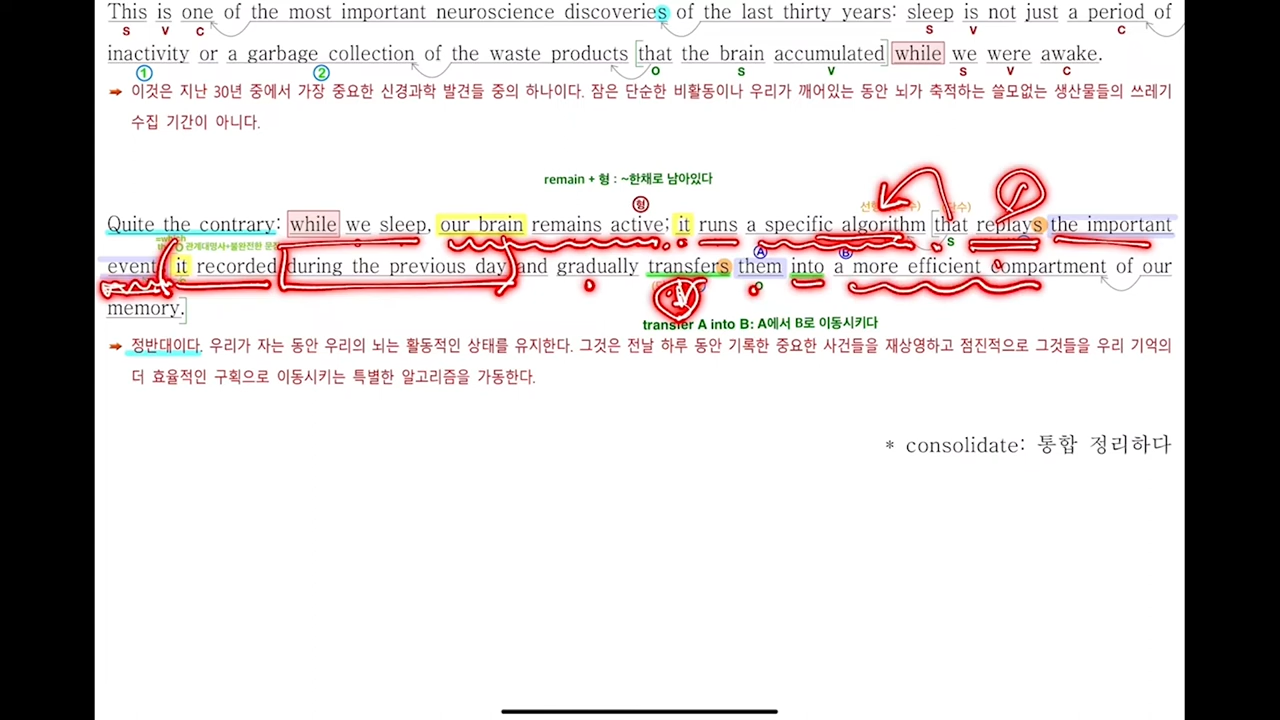 This is one of the most important neuroscience discoveries of the last thirty years: sleep is not just a period of
S V C S V C
inactivity or a garbage collection of the waste products [that the brain accumulated] while we were awake.
① ② O S V S V C
➡ 이것은 지난 30년 중에서 가장 중요한 신경과학 발견들 중의 하나이다. 잠은 단순한 비활동이나 우리가 깨어있는 동안 뇌가 축적하는 쓸모없는 생산물들의 쓰레기
수집 기간이 아니다.
remain + 형 : ~한채로 남아있다
형
Quite the contrary: while we sleep, our brain remains active; it runs a specific algorithm [that replays the important
관계대명사+불완전한 S
Ⓐ Ⓑ
event it recorded during the previous day and gradually transfers them into a more efficient compartment of our
O
memory.]
transfer A into B: A에서 B로 이동시키다
➡ 정반대이다. 우리가 자는 동안 우리의 뇌는 활동적인 상태를 유지한다. 그것은 전날 하루 동안 기록한 중요한 사건들을 재상영하고 점진적으로 그것들을 우리 기억의
더 효율적인 구획으로 이동시키는 특별한 알고리즘을 가동한다.
* consolidate: 통합 정리하다